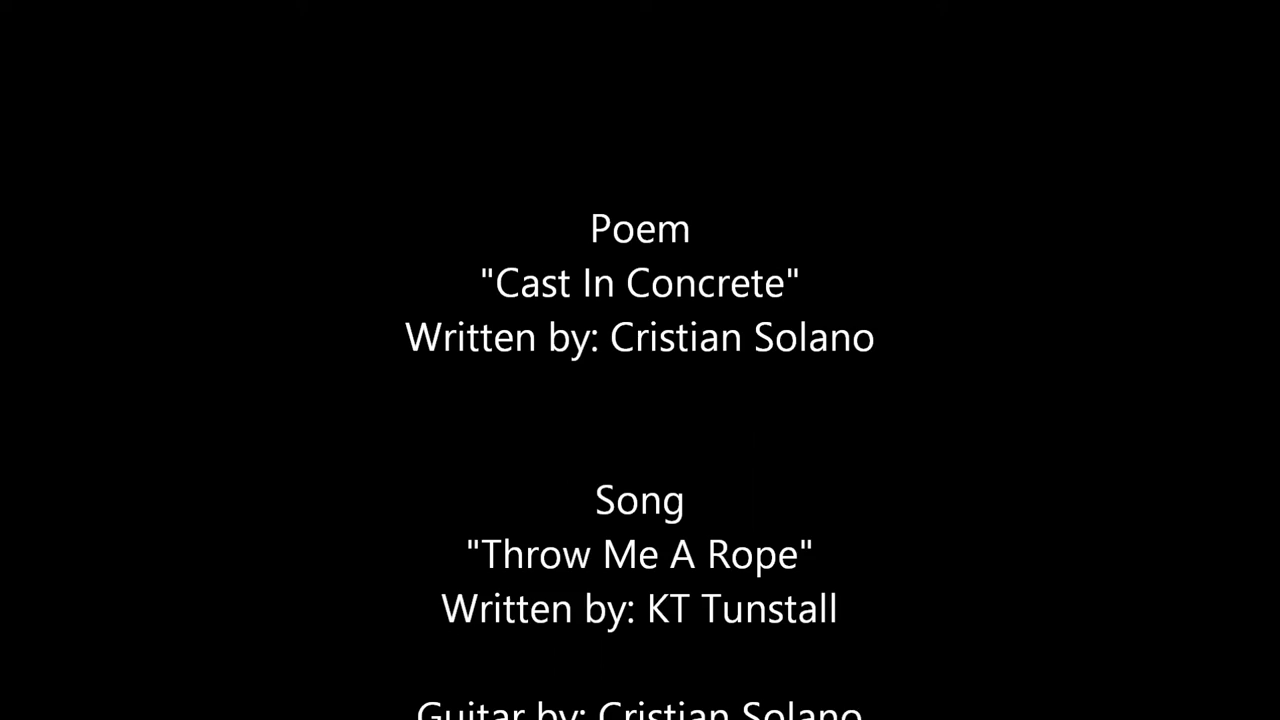 Poem
"Cast In Concrete"
Written by: Cristian Solano
Song
"Throw Me A Rope"
Written by: KT Tunstall
Guitar by: Cristian Solano